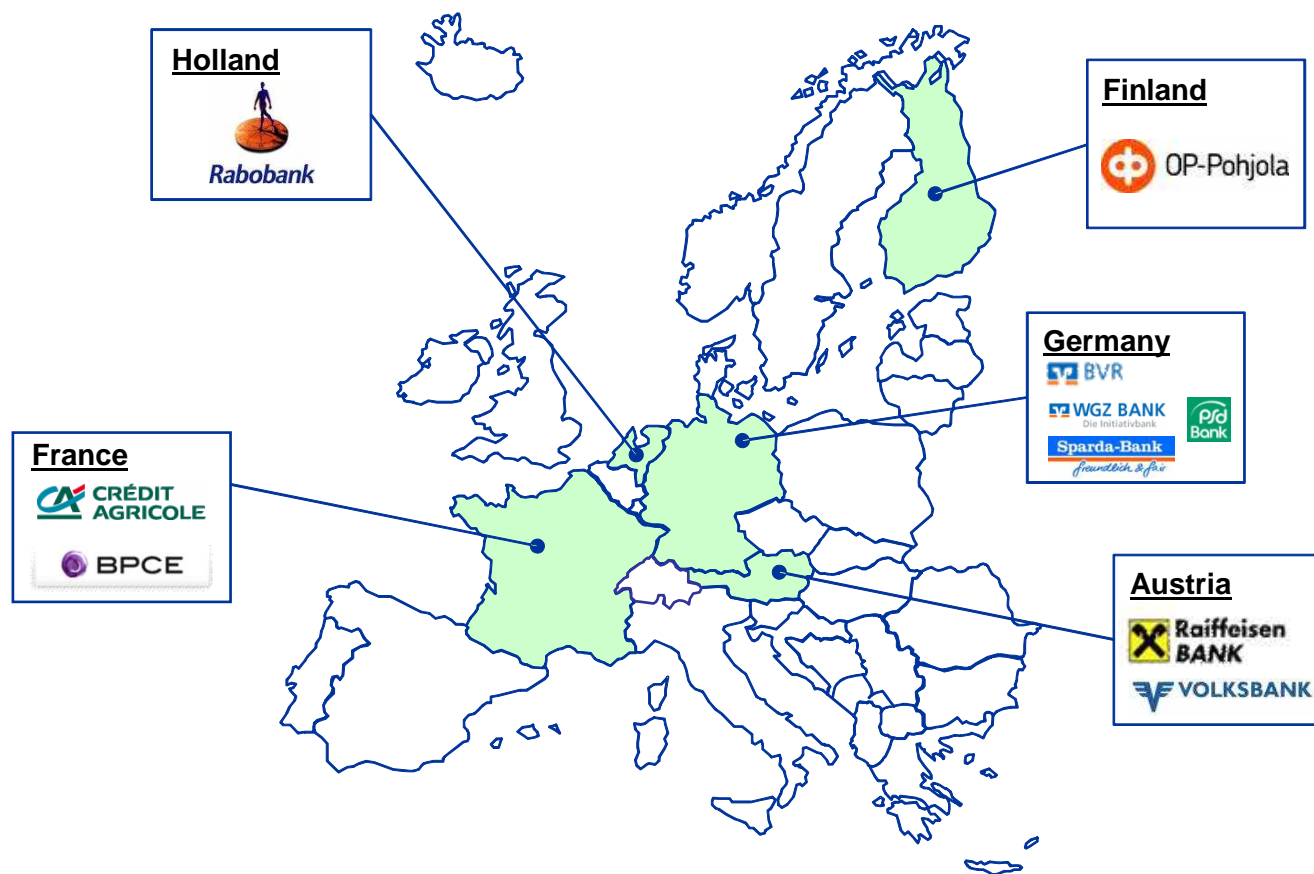 Holland
Rabobank
Finland
OP-Pohjola
Germany
BVR
WGZ BANK
Die Initiativbank
psd
Bank
Sparda-Bank
freundlich & fair
France
CRÉDIT
AGRICOLE
BPCE
Austria
Raiffeisen
BANK
VOLKSBANK